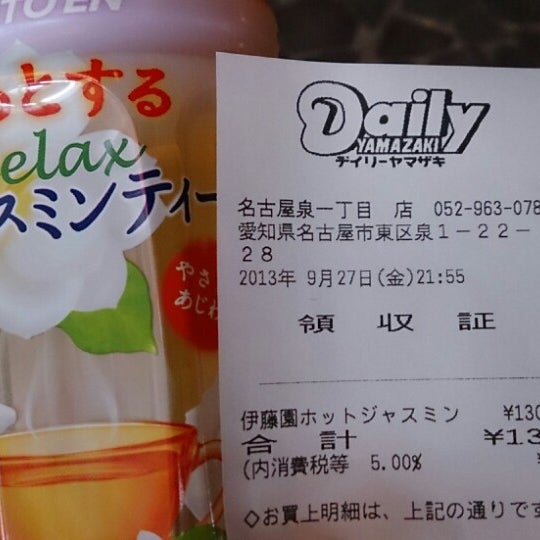 TO EN
っとする
Relax
スミンティー
やさ
あじわ
Daily
YAMAZAKI
デイリーヤマザキ
名古屋泉一丁目 店 052-963-078
愛知県名古屋市東区泉1-22-
28
2013年 9月27日(金)21:55
領 収 証
伊藤園ホットジャスミン ¥130
合 計 ¥13
(内消費税等 5.00% ¥
◇お買上明細は、上記の通りです